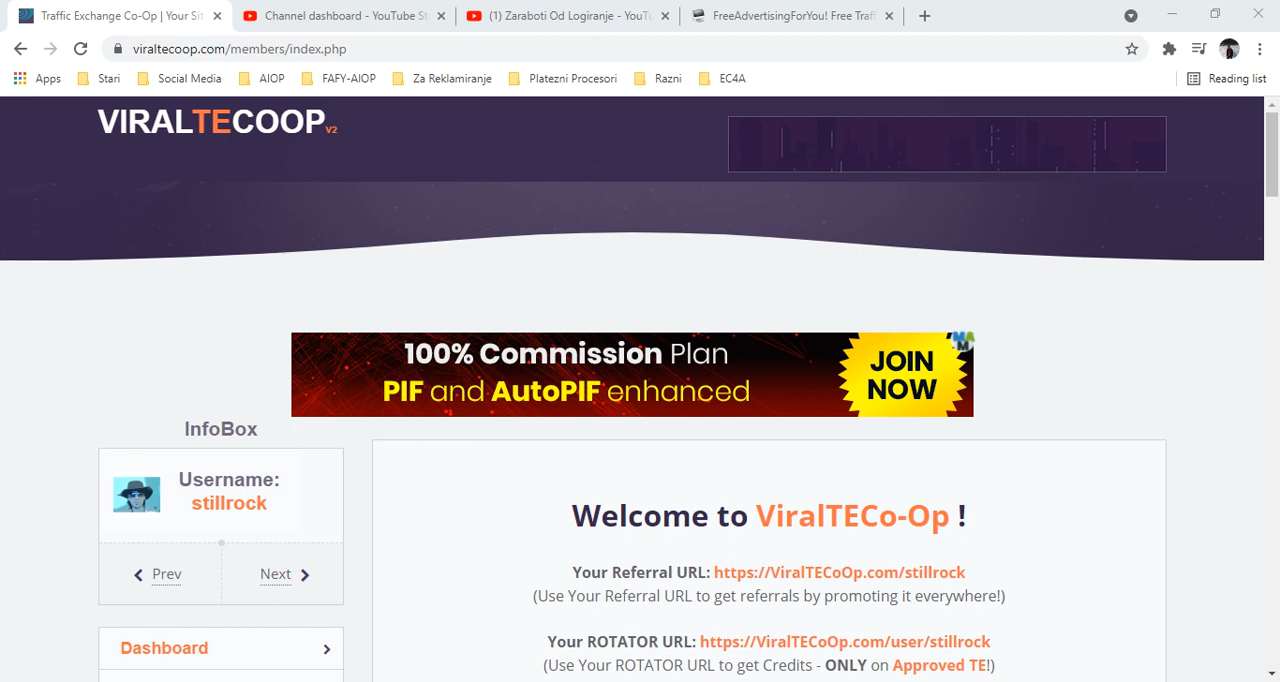 Traffic Exchange Co-Op | Your Sit
Channel dashboard - YouTube St
(1) Zaraboti Od Logiranje - YouTu
FreeAdvertisingForYou! Free Traff
viraltecoop.com/members/index.php
Apps
Stari
Social Media
AIOP
FAFY-AIOP
Za Reklamiranje
Platezni Procesori
Razni
EC4A
Reading list
VIRALTECOOP V2
100% Commission Plan
PIF and AutoPIF enhanced
JOIN
NOW
InfoBox
Username:
stillrock
Prev
Next
Dashboard
Welcome to ViralTECo-Op !
Your Referral URL: https://ViralTECoOp.com/stillrock
(Use Your Referral URL to get referrals by promoting it everywhere!)
Your ROTATOR URL: https://ViralTECoOp.com/user/stillrock
(Use Your ROTATOR URL to get Credits - ONLY on Approved TE!)